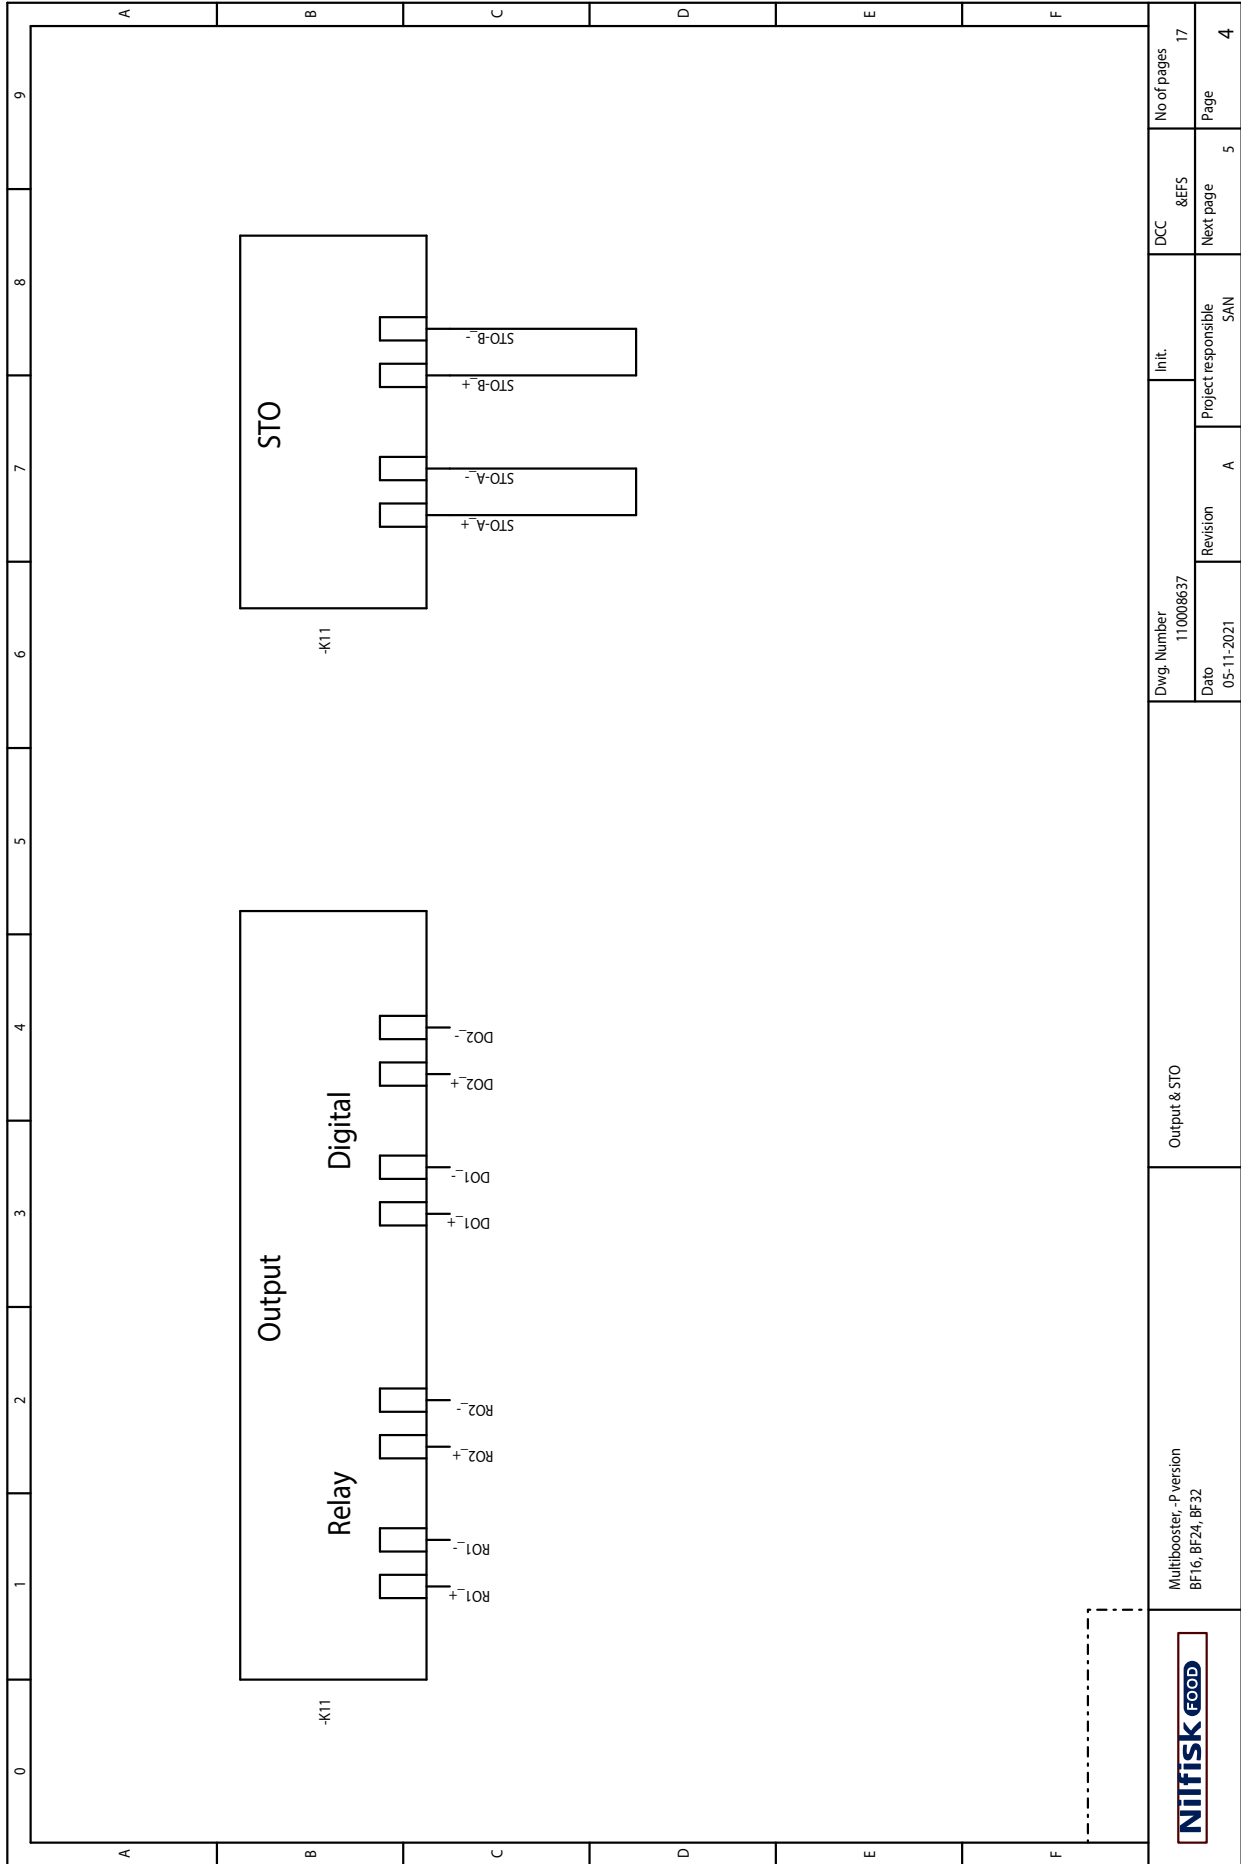 0 1 2 3 4 5 6 7 8 9
A A
B B
C C
D D
E E
F F
-K11
Output
Relay
Digital
RO1_+
RO1_-
RO2_+
RO2_-
DO1_+
DO1_-
DO2_+
DO2_-
-K11
STO
STO-A_+
STO-A_-
STO-B_+
STO-B_-
Nilfisk FOOD
Multibooster, -P version
BF16, BF24, BF32
Output & STO
Dwg. Number
110008637
Init.
DCC
&EFS
No of pages
17
Dato
05-11-2021
Revision
A
Project responsible
SAN
Next page
5
Page
4